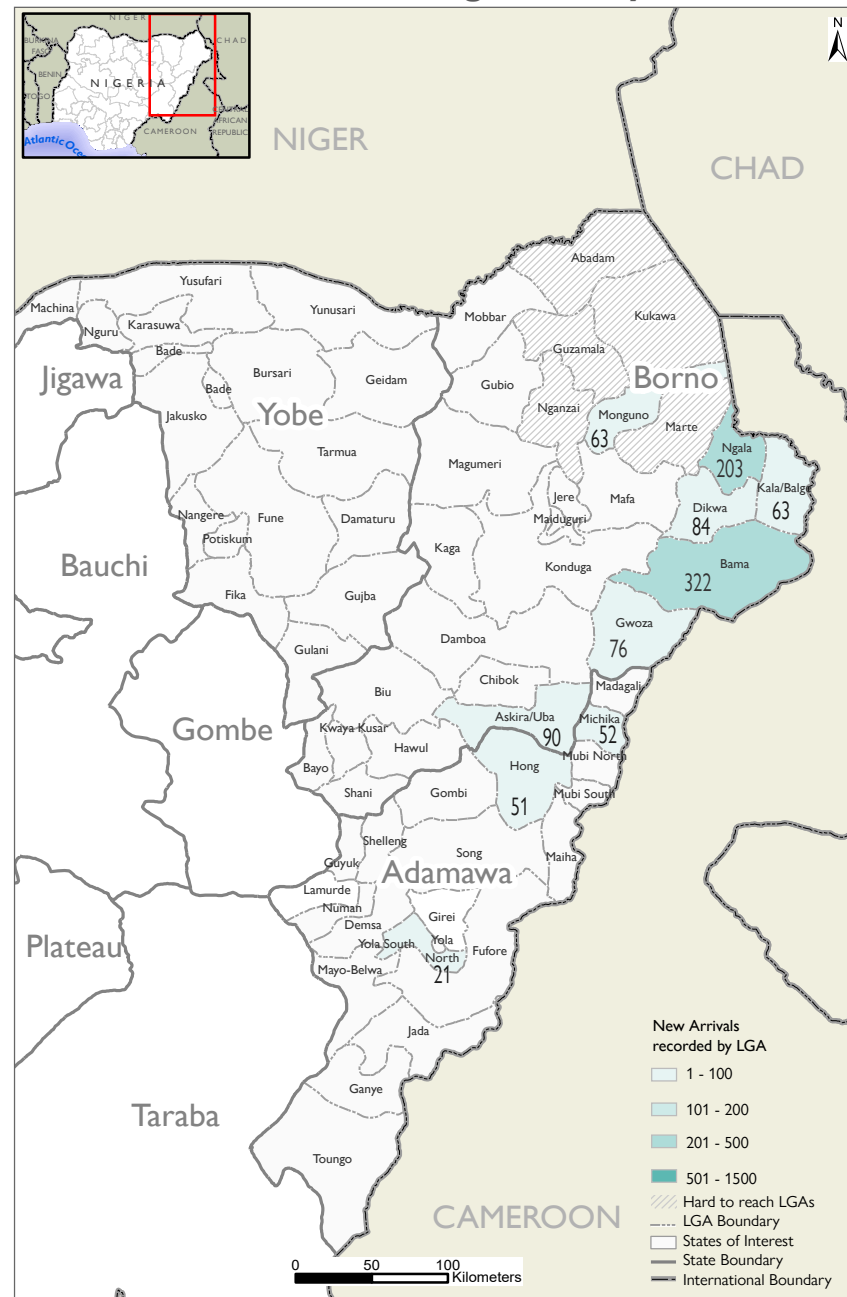 NIGER
CHAD
BURKINA
FASO
BENIN
NIGERIA
TOGO
CENTRAL
AFRICAN
REPUBLIC
CAMEROON
Atlantic Oce
N
NIGER
CHAD
Abadam
Yusufari
Machina
Yunusari
Mobbar
Kukawa
Nguru
Karasuwa
Guzamala
Bade
Jigawa
Bursari
Geidam
Gubio
Borno
Bade
Nganzai
Monguno
63
Marte
Jakusko
Yobe
Tarmua
Magumeri
Ngala
203
Kala/Balge
63
Jere
Mafa
Nangere
Fune
Damaturu
Maiduguri
Dikwa
84
Potiskum
Kaga
Konduga
Bama
322
Bauchi
Fika
Gujba
Gwoza
76
Gulani
Damboa
Chibok
Madagali
Biu
Askira/Uba
90
Michika
52
Gombe
Kwaya Kusar
Hawul
Mubi North
Bayo
Hong
51
Shani
Gombi
Mubi South
Shelleng
Song
Maiha
Guyuk
Adamawa
Lamurde
Numan
Girei
Demsa
Plateau
Yola South
Yola
North
21
Fufore
Mayo-Belwa
Jada
Ganye
Taraba
Toungo
CAMEROON
New Arrivals
recorded by LGA
1 - 100
101 - 200
201 - 500
501 - 1500
Hard to reach LGAs
LGA Boundary
States of Interest
State Boundary
International Boundary
0 50 100
Kilometers